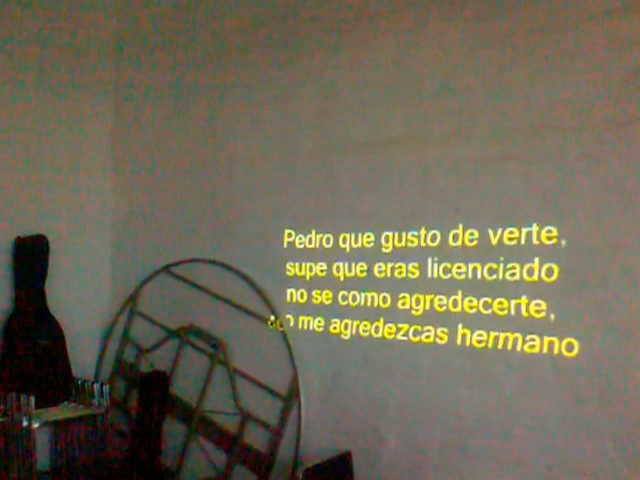 Pedro que gusto de verte,
supe que eras licenciado
no se como agredecerte,
me agredezcas hermano